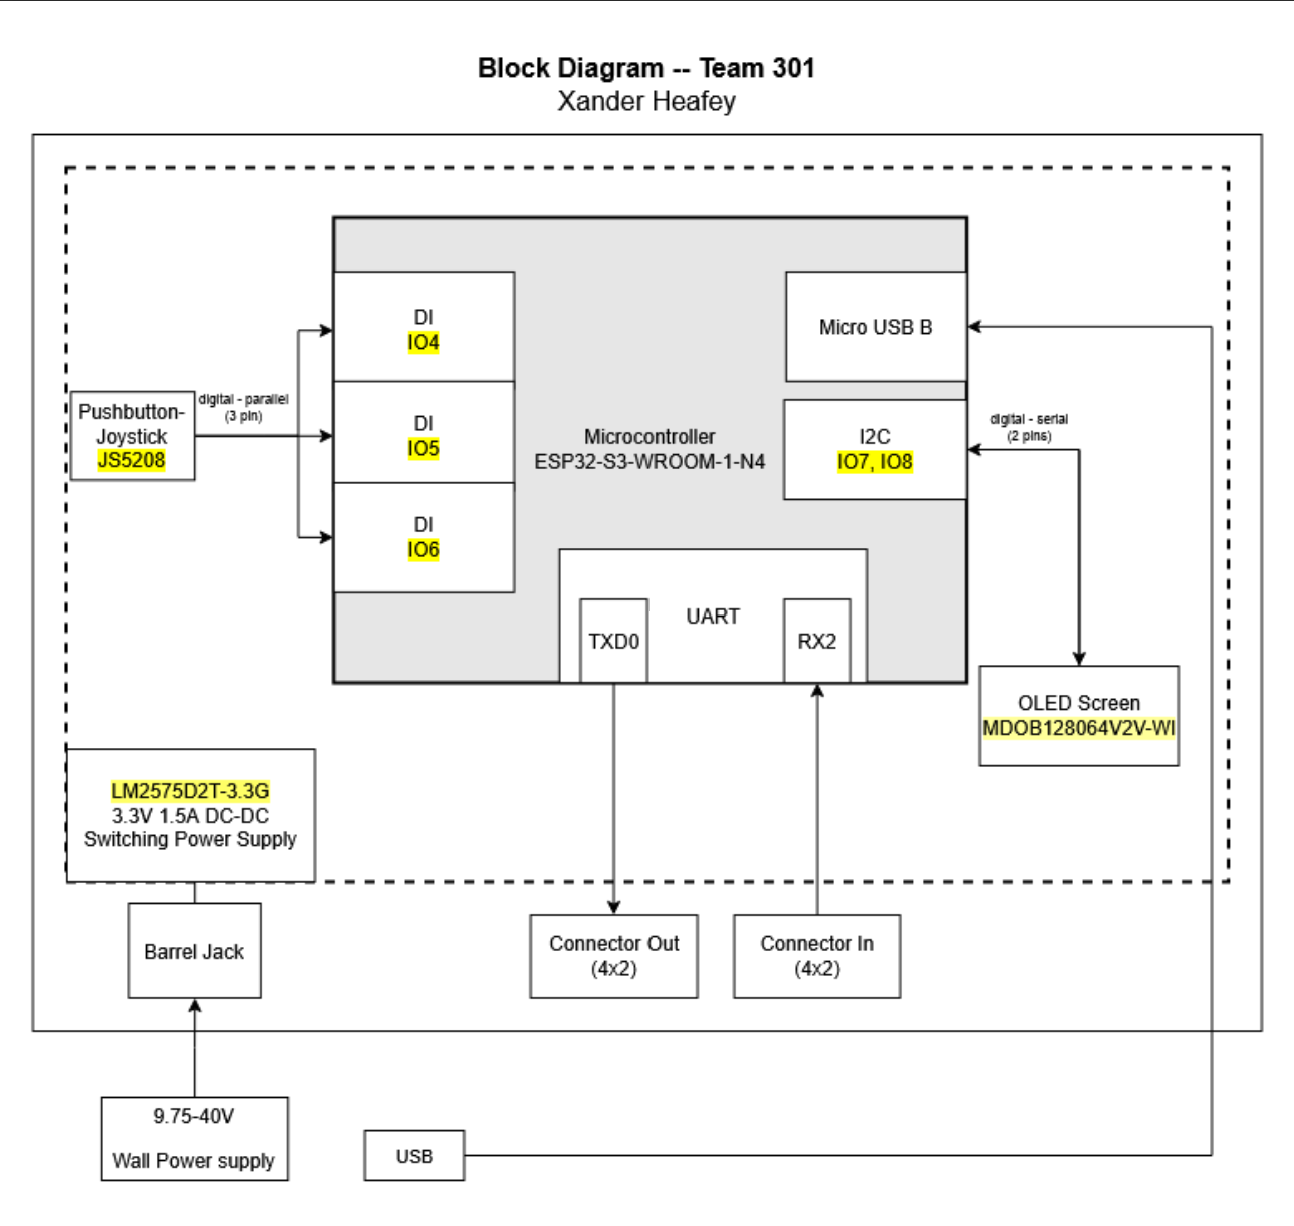 Block Diagram -- Team 301
Xander Heafey
DI
IO4
Micro USB B
digital - parallel
(3 pin)
Pushbutton-
Joystick
JS5208
DI
IO5
Microcontroller
ESP32-S3-WROOM-1-N4
I2C
IO7, IO8
digital - serial
(2 pins)
DI
IO6
UART
TXD0
RX2
OLED Screen
MDOB128064V2V-WI
LM2575D2T-3.3G
3.3V 1.5A DC-DC
Switching Power Supply
Barrel Jack
Connector Out
(4x2)
Connector In
(4x2)
9.75-40V
Wall Power supply
USB